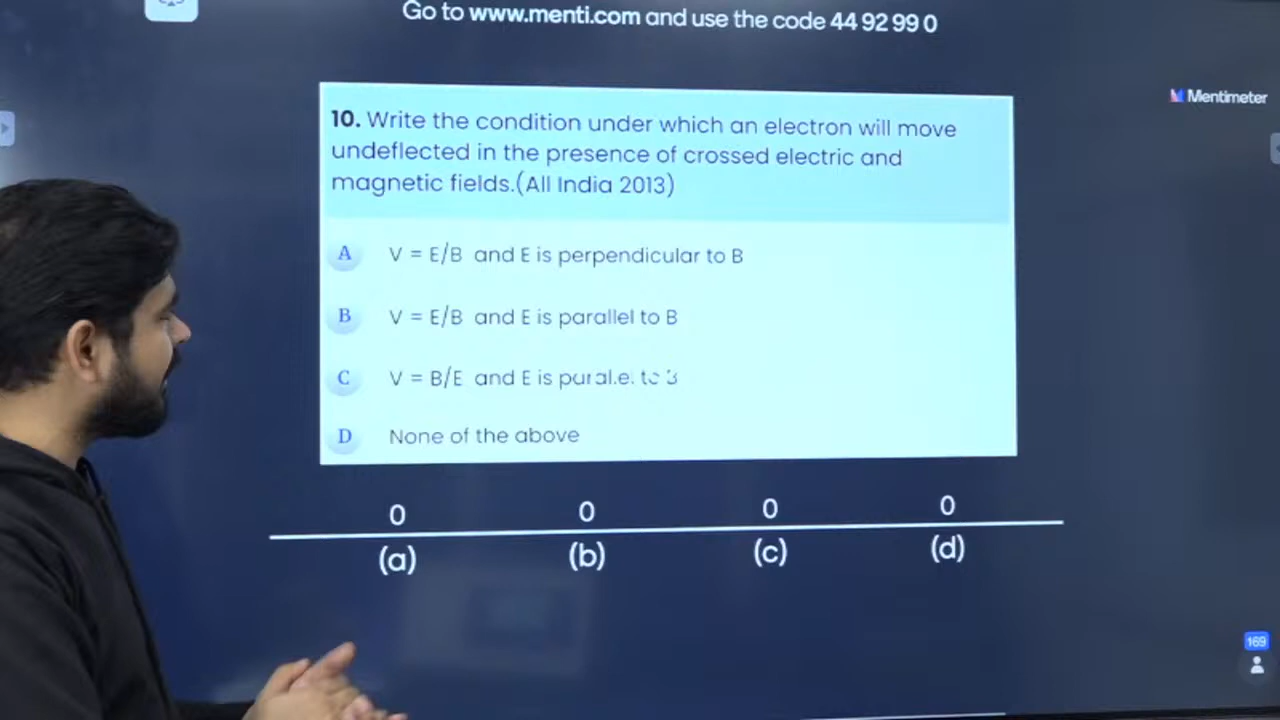 Go to www.menti.com and use the code 44 92 99 0
Mentimeter
10. Write the condition under which an electron will move
undeflected in the presence of crossed electric and
magnetic fields.(All India 2013)
A V = E/B and E is perpendicular to B
B V = E/B and E is parallel to B
C V = B/E and E is paralel to B
D None of the above
0 0 0 0
(a) (b) (c) (d)
169